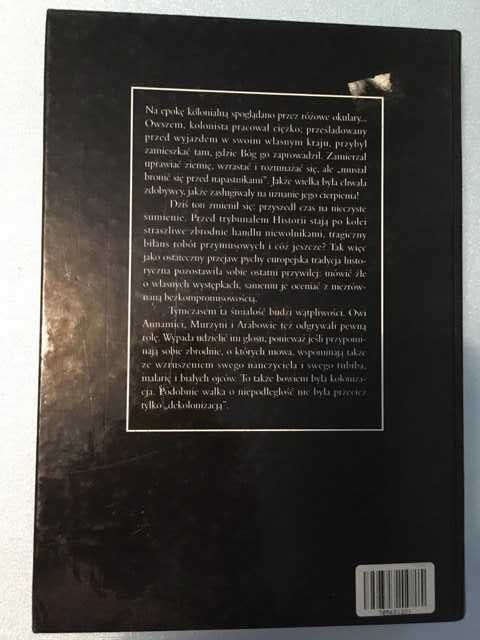 Na epokę kolonialną spoglądano przez różowe okulary...
Owszem, kolonista pracował ciężko; prześladowany
przed wyjazdem w swoim własnym kraju, przybył
zamieszkać tam, gdzie Bóg go zaprowadził. Zamierzał
uprawiać ziemię, wzrastać i rozmnażać się, ale „musiał
bronić się przed napastnikami”. Jakże wielka była chwała
zdobywcy, jakże zasługiwały na uznanie jego cierpienia!
Dziś ton zmienił się: przyszedł czas na nieczyste
sumienie. Przed trybunałem Historii stają po kolei
straszliwe zbrodnie handlu niewolnikami, tragiczny
bilans robót przymusowych i cóż jeszcze? Tak więc
jako ostateczny przejaw pychy europejska tradycja histo-
ryczna pozostawiła sobie ostatni przywilej: mówić źle
o własnych występkach, samemu je oceniać z niezrów-
naną bezkompromisowością.
Tymczasem ta śmiałość budzi wątpliwości. Owi
Annamici, Murzyni i Arabowie też odgrywali pewną
rolę. Wypada udzielić im głosu, ponieważ jeśli przypomi-
nają sobie zbrodnie, o których mowa, wspominają także
ze wzruszeniem swego nauczyciela i swego tubiba,
malarię i białych ojców. To także bowiem była koloniza-
cja. Podobnie walka o niepodległość nie była przecież
tylko „dekolonizacją”.